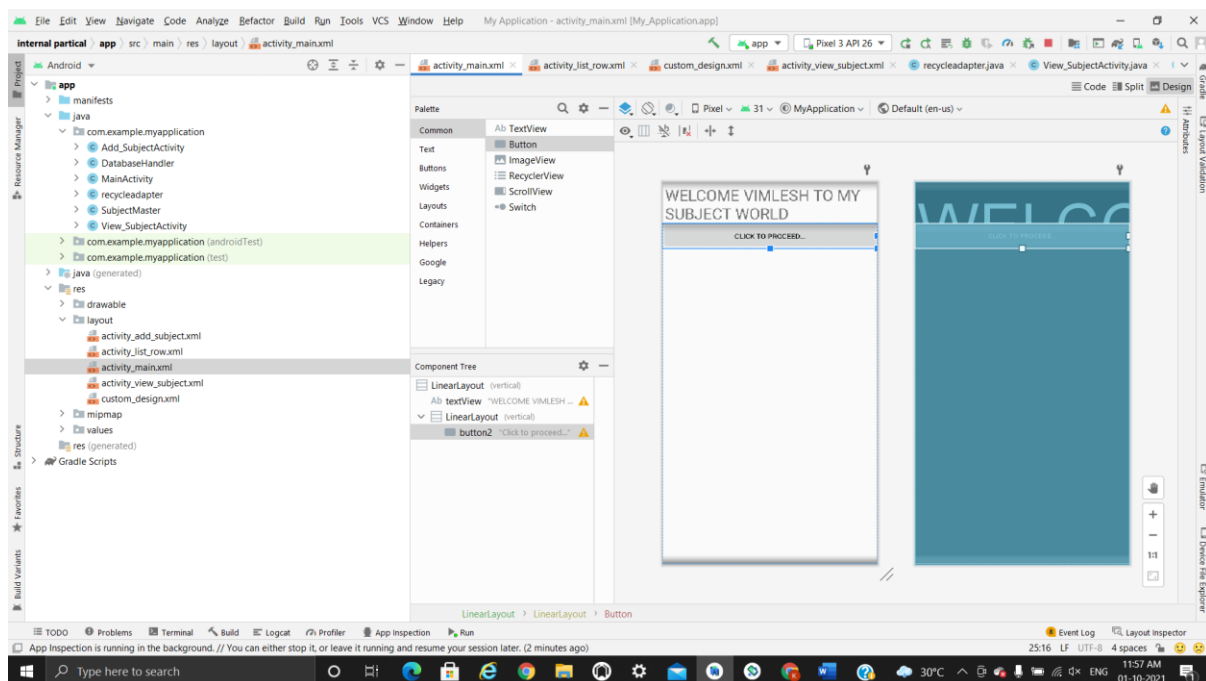 File Edit View Navigate Code Analyze Refactor Build Run Tools VCS Window Help My Application - activity_main.xml [My_Application.app]
internal partical app src main res layout activity_main.xml app Pixel 3 API 26
Android activity_main.xml activity_list_row.xml custom_design.xml activity_view_subject.xml recycleadapter.java View_SubjectActivity.java
Code Split Design
Project
Resource Manager
Structure
Favorites
Build Variants
app
manifests
java
com.example.myapplication
Add_SubjectActivity
DatabaseHandler
MainActivity
recycleadapter
SubjectMaster
View_SubjectActivity
com.example.myapplication (androidTest)
com.example.myapplication (test)
java (generated)
res
drawable
layout
activity_add_subject.xml
activity_list_row.xml
activity_main.xml
activity_view_subject.xml
custom_design.xml
mipmap
values
res (generated)
Gradle Scripts
Palette
Common
Text
Buttons
Widgets
Layouts
Containers
Helpers
Google
Legacy
Ab TextView
Button
ImageView
RecyclerView
ScrollView
Switch
Pixel 31 MyApplication Default (en-us)
WELCOME VIMLESH TO MY
SUBJECT WORLD
CLICK TO PROCEED...
WELCO
CLICK TO PROCEED...
Component Tree
LinearLayout (vertical)
Ab textView "WELCOME VIMLESH ...
LinearLayout (vertical)
button2 "Click to proceed..."
1:1
Gradle
Layout Validation
Attributes
Emulator
Device File Explorer
LinearLayout LinearLayout Button
TODO Problems Terminal Build Logcat Profiler App Inspection Run Event Log Layout Inspector
App Inspection is running in the background. // You can either stop it, or leave it running and resume your session later. (2 minutes ago) 25:16 LF UTF-8 4 spaces
Type here to search 30°C ENG 11:57 AM
01-10-2021